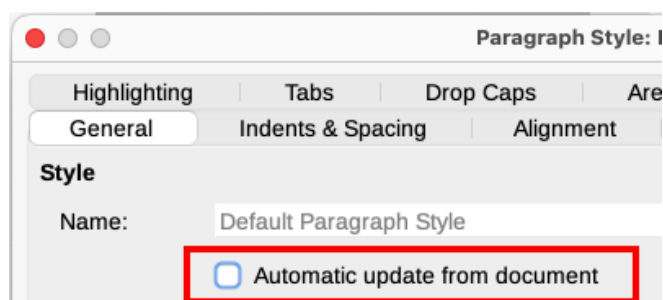 Paragraph Style:
Highlighting Tabs Drop Caps
General Indents & Spacing Alignment
Style
Name: Default Paragraph Style
Automatic update from document